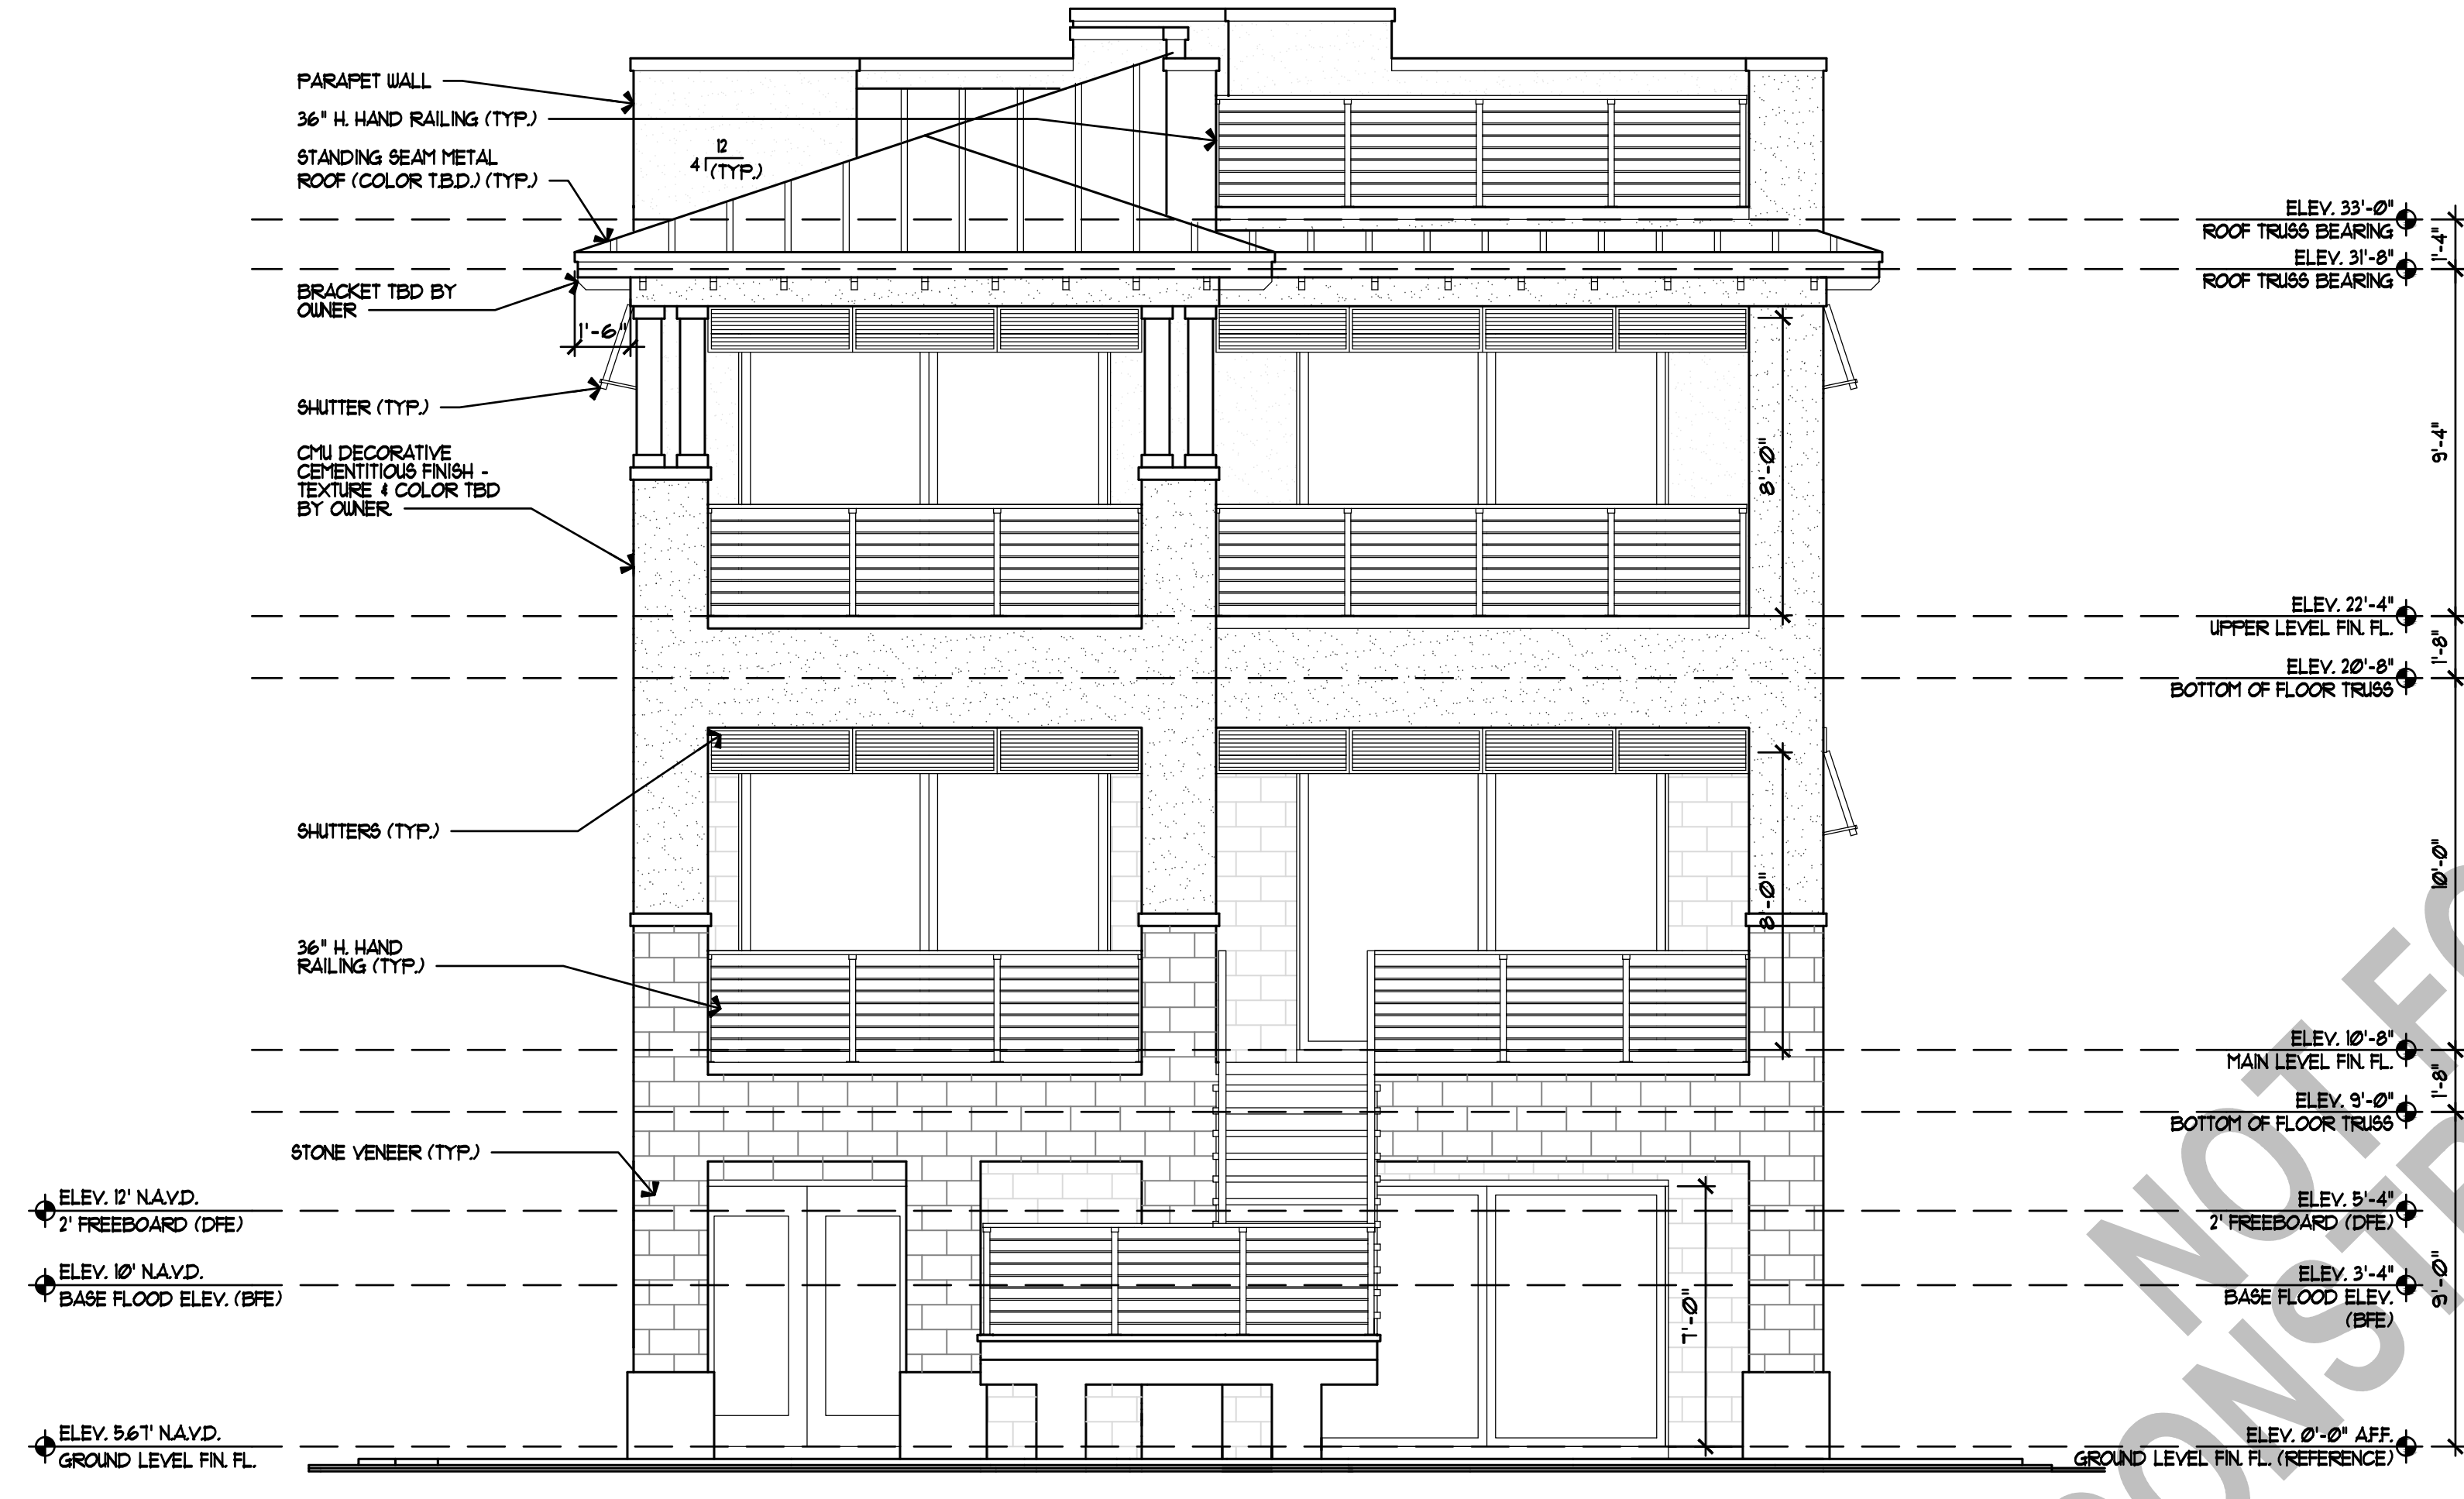 PARAPET WALL
36" H. HAND RAILING (TYP.)
STANDING SEAM METAL
ROOF (COLOR T.B.D.) (TYP.)
12
4
(TYP.)
BRACKET TBD BY
OWNER
1'-6"
SHUTTER (TYP.)
CMU DECORATIVE
CEMENTITIOUS FINISH -
TEXTURE & COLOR TBD
BY OWNER
SHUTTERS (TYP.)
36" H. HAND
RAILING (TYP.)
STONE VENEER (TYP.)
ELEV. 12' N.A.V.D.
2' FREEBOARD (DFE)
ELEV. 10' N.A.V.D.
BASE FLOOD ELEV. (BFE)
ELEV. 5.67' N.A.V.D.
GROUND LEVEL FIN. FL.
8'-0"
8'-0"
7'-0"
ELEV. 33'-0"
ROOF TRUSS BEARING
1'-4"
ELEV. 31'-8"
ROOF TRUSS BEARING
9'-4"
ELEV. 22'-4"
UPPER LEVEL FIN. FL.
1'-8"
ELEV. 20'-8"
BOTTOM OF FLOOR TRUSS
10'-0"
ELEV. 10'-8"
MAIN LEVEL FIN. FL.
1'-8"
ELEV. 9'-0"
BOTTOM OF FLOOR TRUSS
ELEV. 5'-4"
2' FREEBOARD (DFE)
ELEV. 3'-4"
BASE FLOOD ELEV.
(BFE)
9'-0"
ELEV. 0'-0" A.F.F.
GROUND LEVEL FIN. FL. (REFERENCE)
NOT